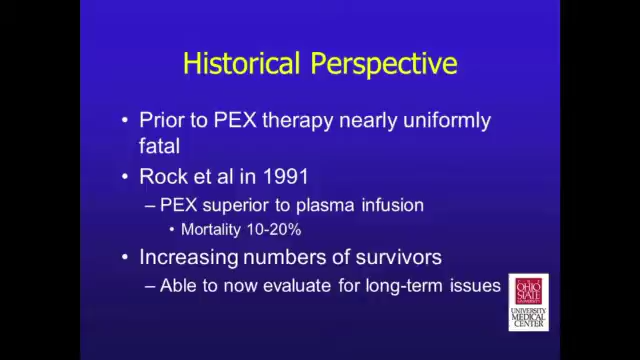 Historical Perspective
• Prior to PEX therapy nearly uniformly
fatal
• Rock et al in 1991
– PEX superior to plasma infusion
• Mortality 10-20%
• Increasing numbers of survivors
– Able to now evaluate for long-term issues
OHIO
STATE
UNIVERSITY
UNIVERSITY
MEDICAL
CENTER